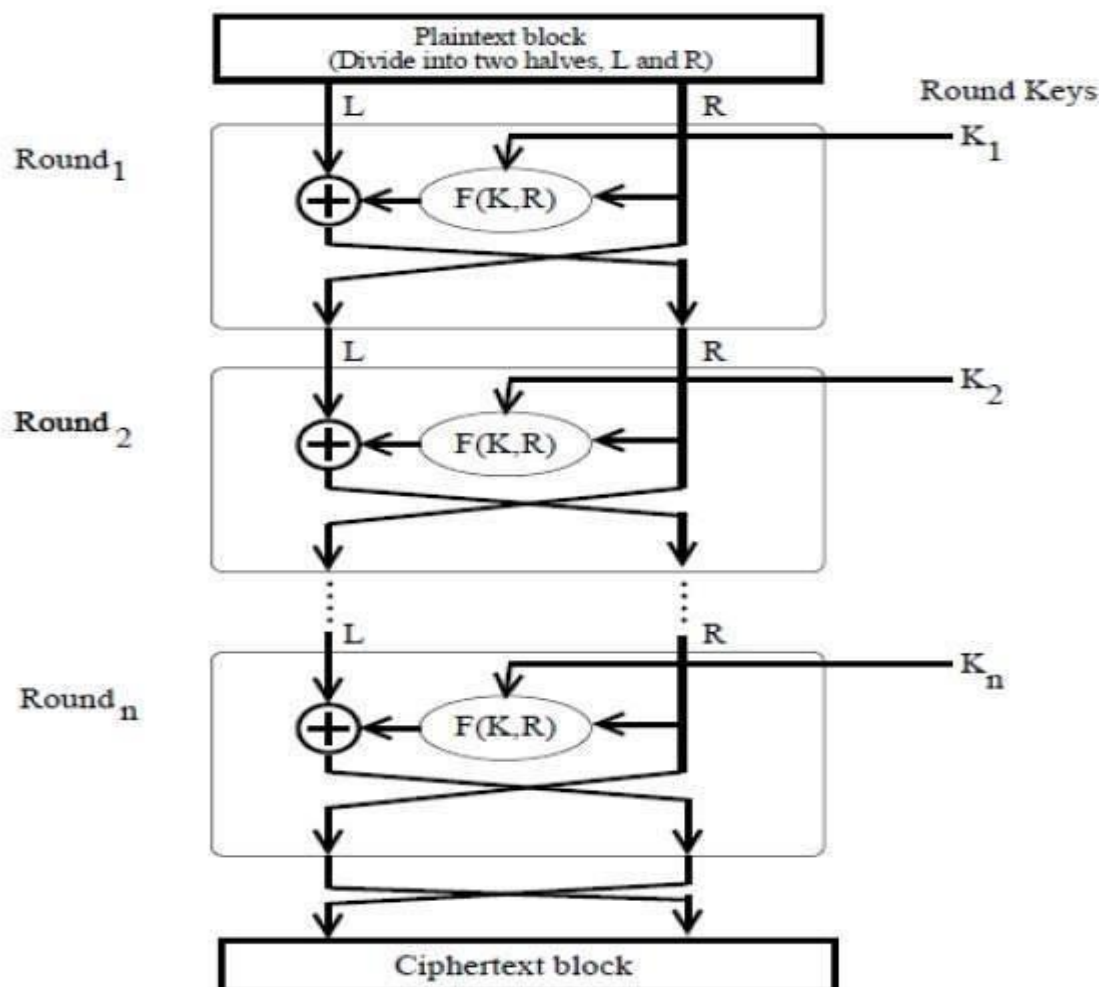 Plaintext block
(Divide into two halves, L and R)
L
R
Round Keys
K1
Round1
F(K,R)
L
R
K2
Round2
F(K,R)
L
R
Kn
Roundn
F(K,R)
Ciphertext block